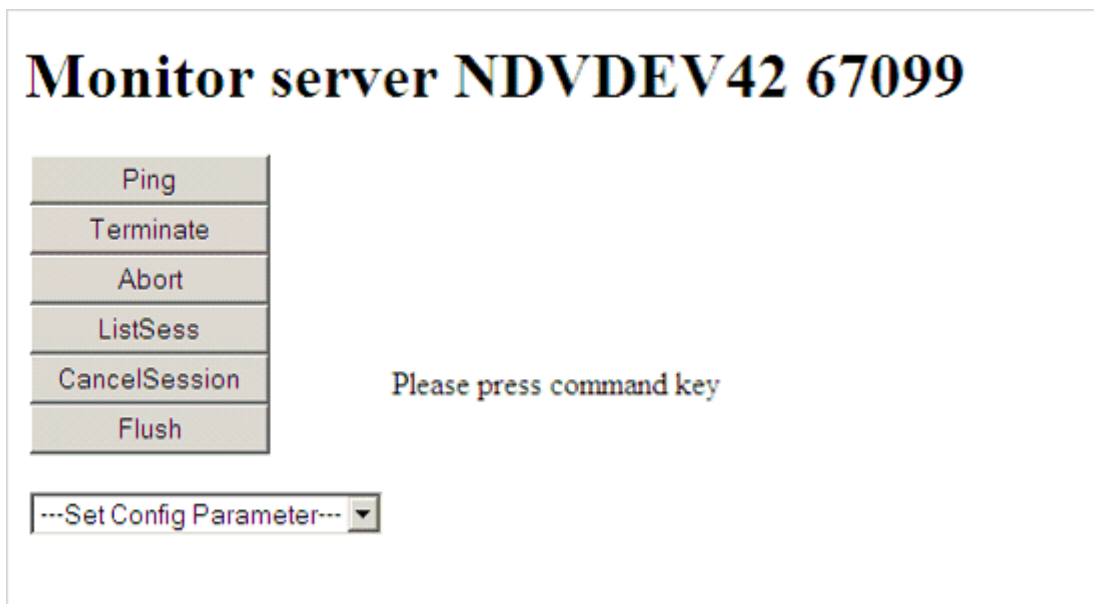 Monitor server NDVDEV42 67099
Ping
Terminate
Abort
ListSess
CancelSession
Please press command key
Flush
---Set Config Parameter---